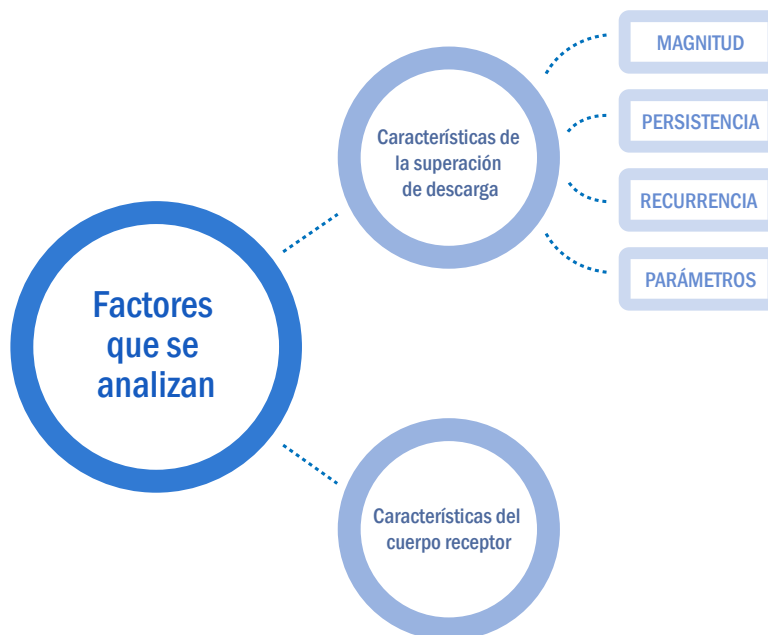 Factores
que se
analizan
Características de
la superación
de descarga
MAGNITUD
PERSISTENCIA
RECURRENCIA
PARÁMETROS
Características del
cuerpo receptor